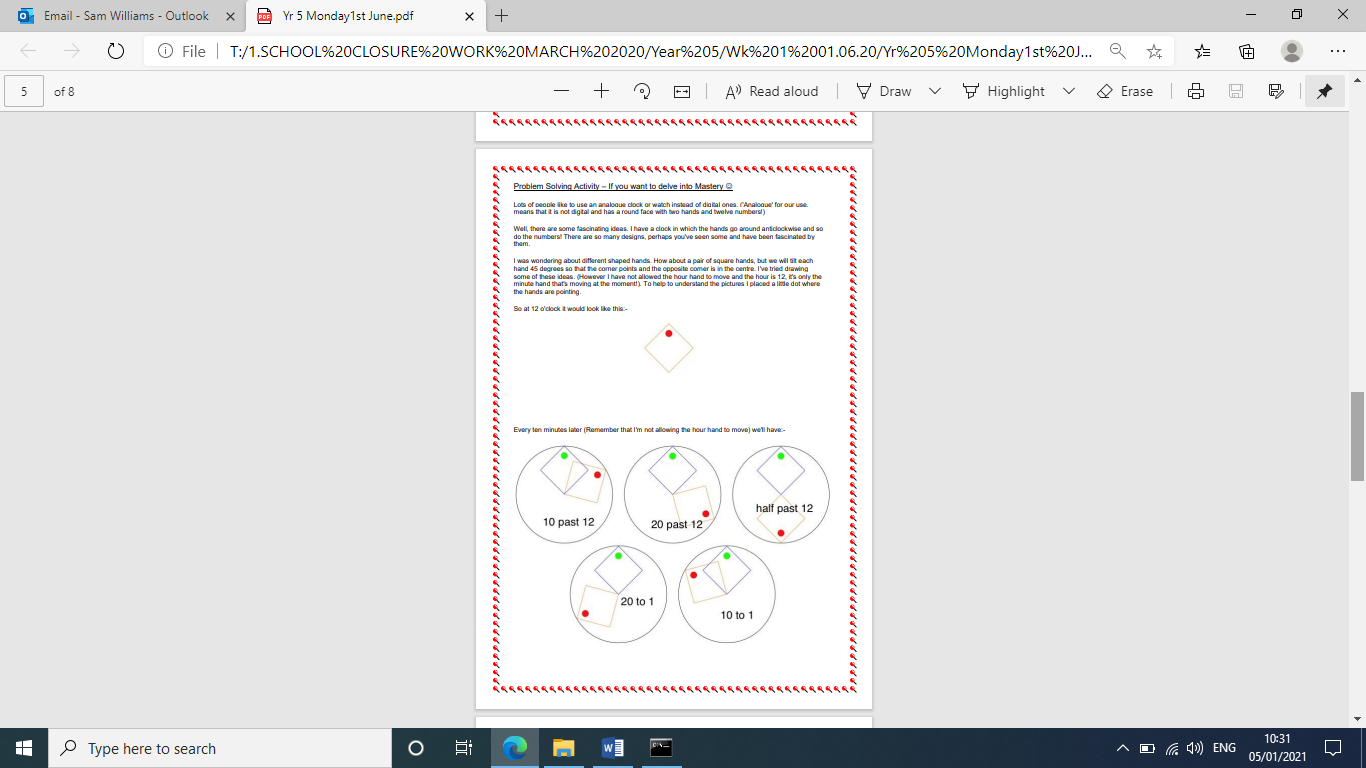 Email - Sam Williams - Outlook
Yr 5 Monday1st June.pdf
File
T:/1.SCHOOL%20CLOSURE%20WORK%20MARCH%202020/Year%205/Wk%201%2001.06.20/Yr%205%20Monday1st%20J...
5 of 8
Read aloud
Draw
Highlight
Erase
Problem Solving Activity – If you want to delve into Mastery ☺
Lots of people like to use an analogue clock or watch instead of digital ones. ('Analogue' for our use,
means that it is not digital and has a round face with two hands and twelve numbers!)
Well, there are some fascinating ideas. I have a clock in which the hands go around anticlockwise and so
do the numbers! There are so many designs, perhaps you've seen some and have been fascinated by
them.
I was wondering about different shaped hands. How about a pair of square hands, but we will tilt each
hand 45 degrees so that the corner points and the opposite corner is in the centre. I've tried drawing
some of these ideas. (However I have not allowed the hour hand to move and the hour is 12, it's only the
minute hand that's moving at the moment!). To help to understand the pictures I placed a little dot where
the hands are pointing.
So at 12 o'clock it would look like this:-
Every ten minutes later (Remember that I'm not allowing the hour hand to move) we'll have:-
10 past 12
20 past 12
half past 12
20 to 1
10 to 1
Type here to search
ENG
10:31
05/01/2021